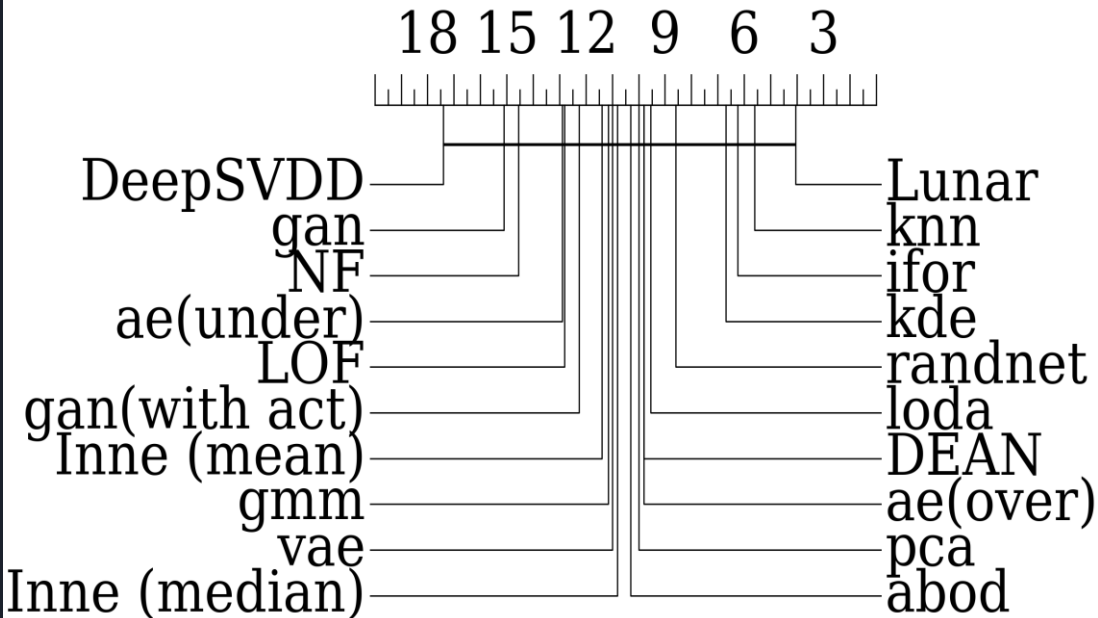 18 15 12 9 6 3
DeepSVDD
gan
NF
ae(under)
LOF
gan(with act)
Inne (mean)
gmm
vae
Inne (median)
Lunar
knn
ifor
kde
randnet
loda
DEAN
ae(over)
pca
abod